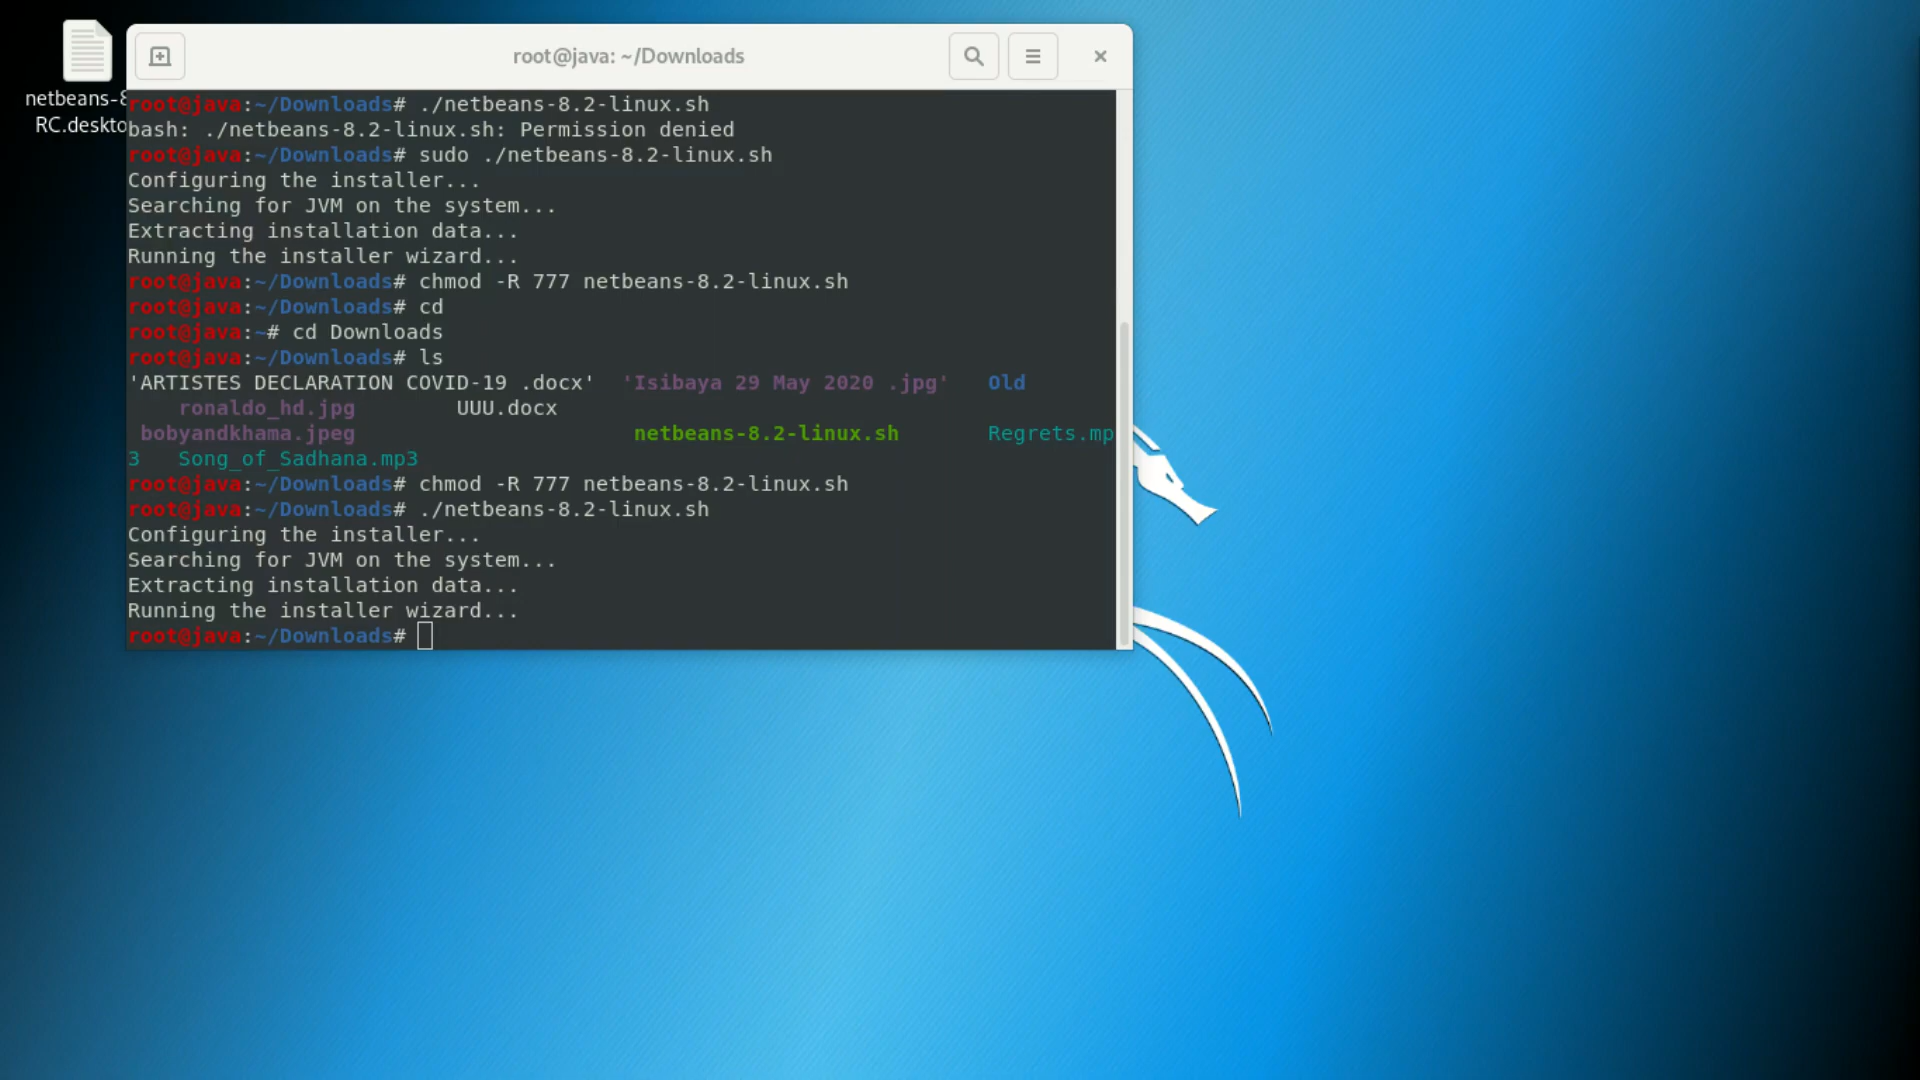 netbeans-8
RC.deskto
root@java: ~/Downloads
root@java:~/Downloads# ./netbeans-8.2-linux.sh
bash: ./netbeans-8.2-linux.sh: Permission denied
root@java:~/Downloads# sudo ./netbeans-8.2-linux.sh
Configuring the installer...
Searching for JVM on the system...
Extracting installation data...
Running the installer wizard...
root@java:~/Downloads# chmod -R 777 netbeans-8.2-linux.sh
root@java:~/Downloads# cd
root@java:~# cd Downloads
root@java:~/Downloads# ls
'ARTISTES DECLARATION COVID-19 .docx'  'Isibaya 29 May 2020 .jpg'   Old
    ronaldo_hd.jpg        UUU.docx
 bobyandkhama.jpeg                      netbeans-8.2-linux.sh       Regrets.mp
3   Song_of_Sadhana.mp3
root@java:~/Downloads# chmod -R 777 netbeans-8.2-linux.sh
root@java:~/Downloads# ./netbeans-8.2-linux.sh
Configuring the installer...
Searching for JVM on the system...
Extracting installation data...
Running the installer wizard...
root@java:~/Downloads#